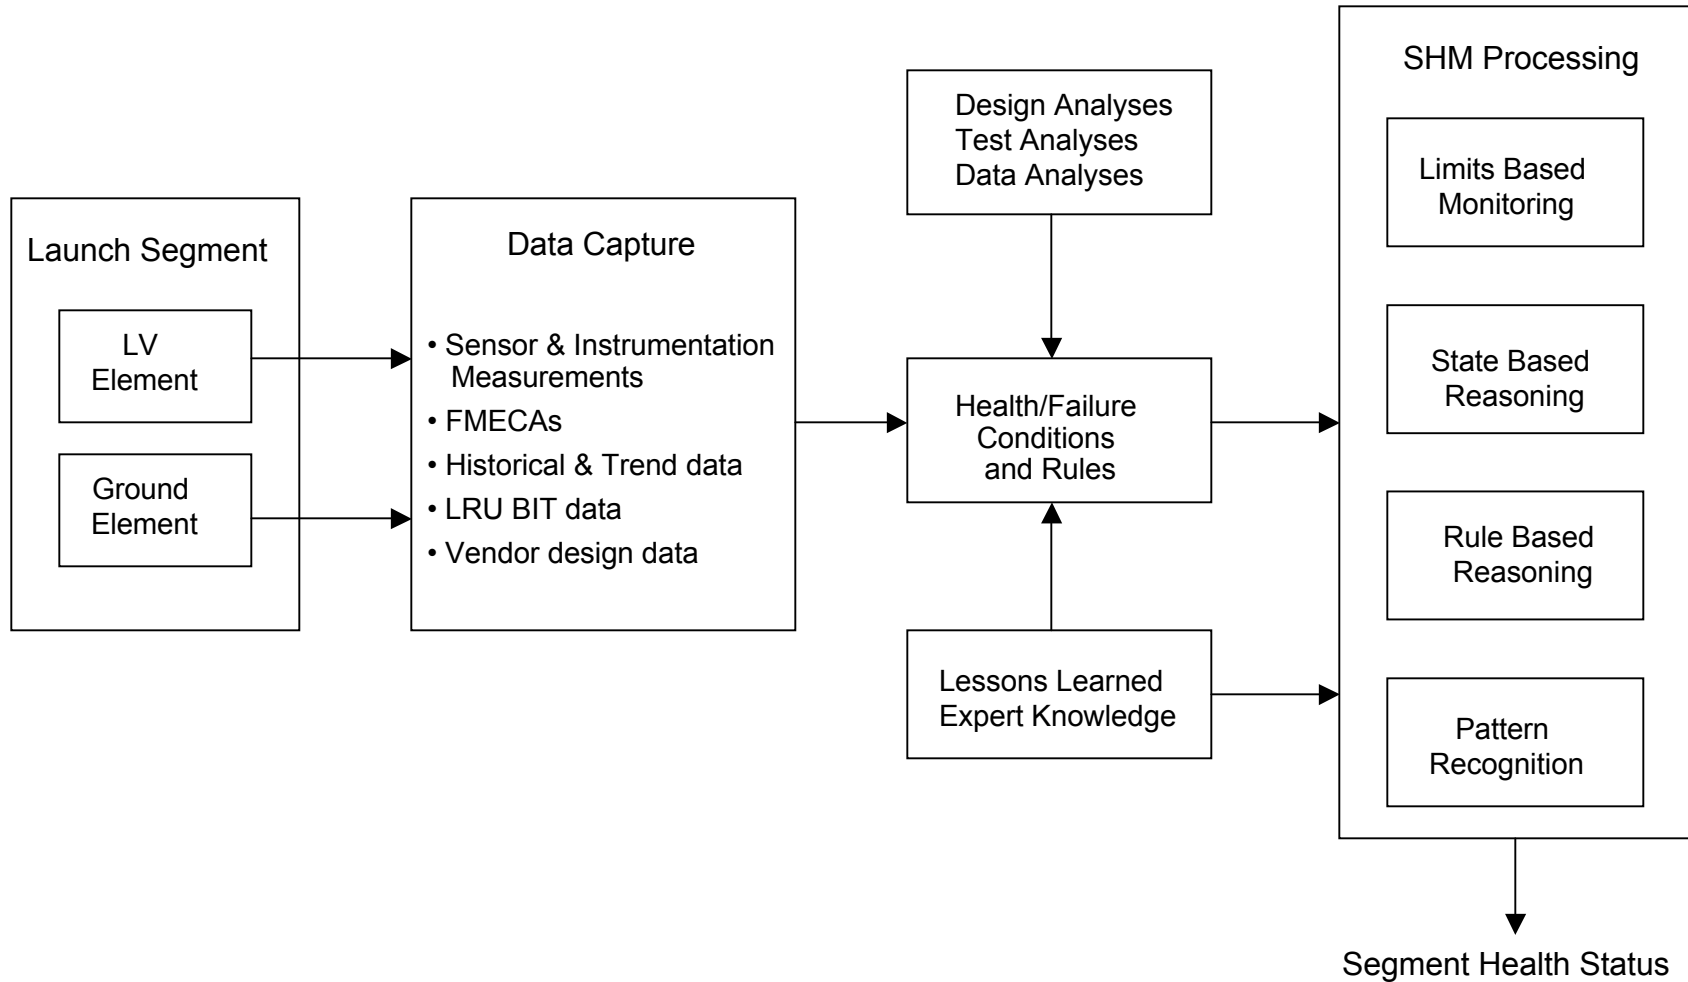 Launch Segment
LV
Element
Ground
Element
Data Capture
• Sensor & Instrumentation
Measurements
• FMECAs
• Historical & Trend data
• LRU BIT data
• Vendor design data
Design Analyses
Test Analyses
Data Analyses
Health/Failure
Conditions
and Rules
Lessons Learned
Expert Knowledge
SHM Processing
Limits Based
Monitoring
State Based
Reasoning
Rule Based
Reasoning
Pattern
Recognition
Segment Health Status